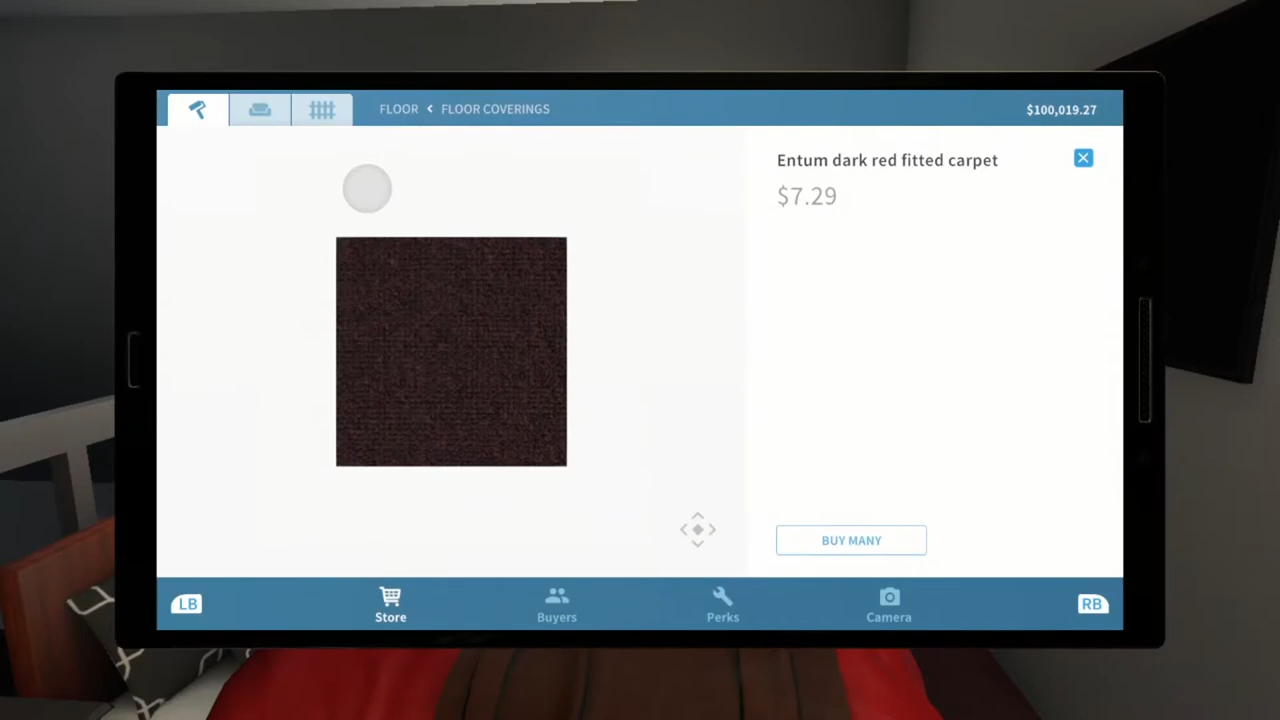 FLOOR < FLOOR COVERINGS
$100,019.27
Entum dark red fitted carpet
$7.29
BUY MANY
LB
Store
Buyers
Perks
Camera
RB